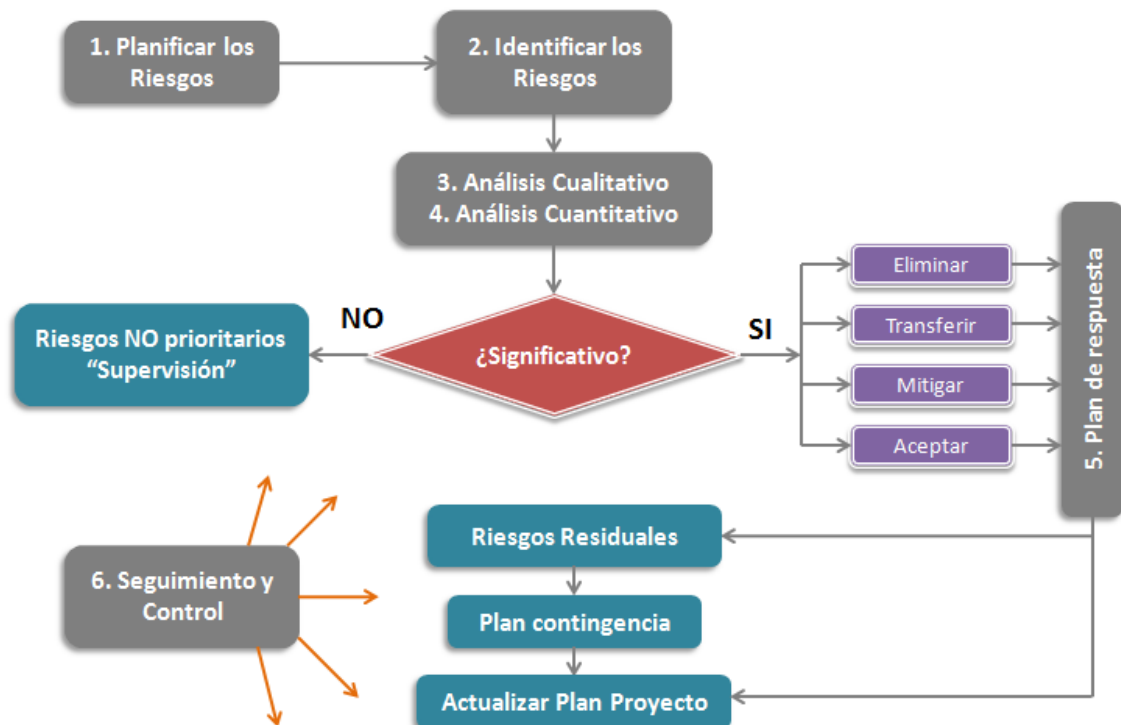 1. Planificar los
Riesgos
2. Identificar los
Riesgos
3. Análisis Cualitativo
4. Análisis Cuantitativo
¿Significativo?
NO
Riesgos NO prioritarios
“Supervisión”
SI
Eliminar
Transferir
Mitigar
Aceptar
5. Plan de respuesta
Riesgos Residuales
Plan contingencia
Actualizar Plan Proyecto
6. Seguimiento y
Control